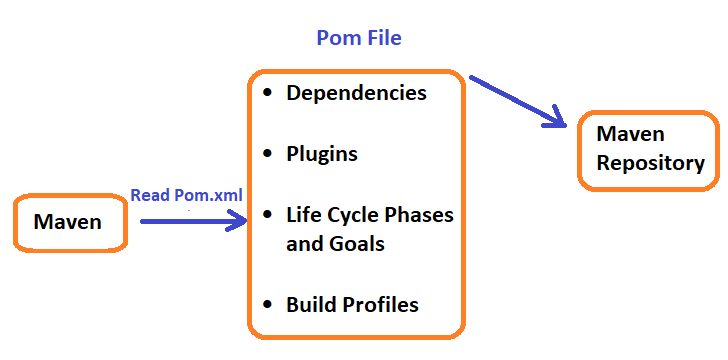 Pom File
• Dependencies
• Plugins
• Life Cycle Phases
and Goals
• Build Profiles
Maven
Read Pom.xml
Maven
Repository